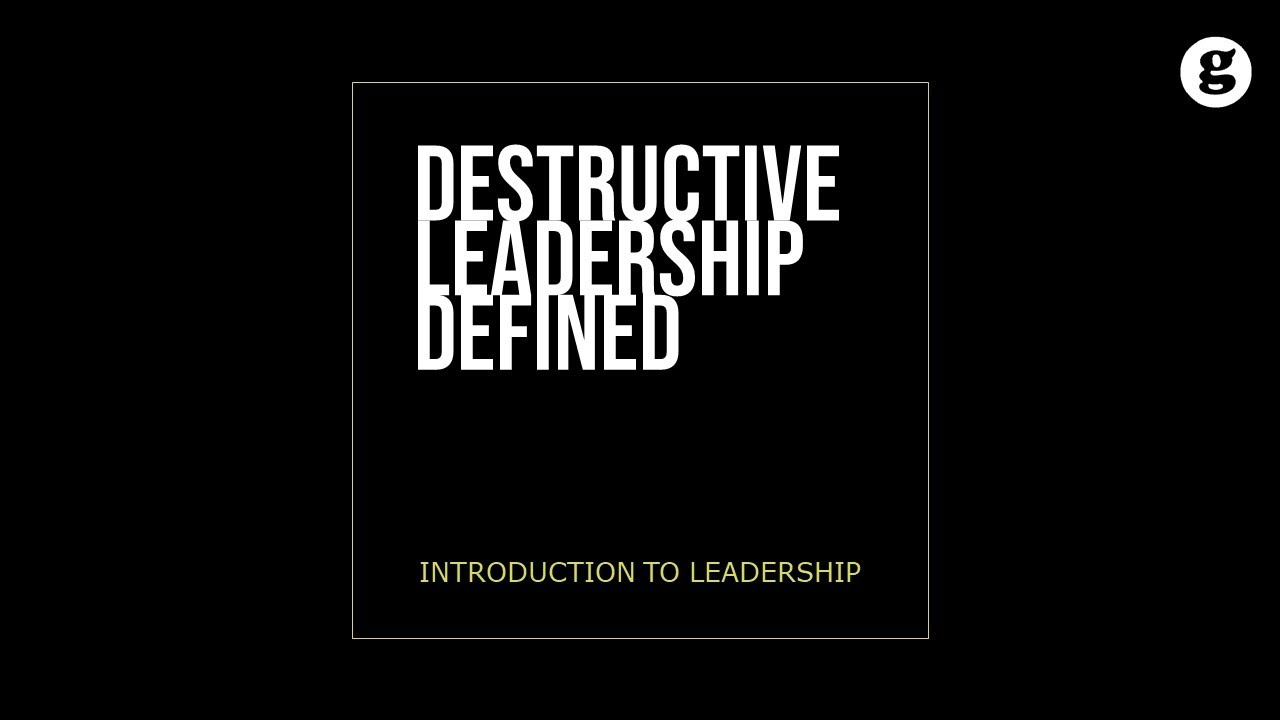 g
DESTRUCTIVE
LEADERSHIP
DEFINED
INTRODUCTION TO LEADERSHIP